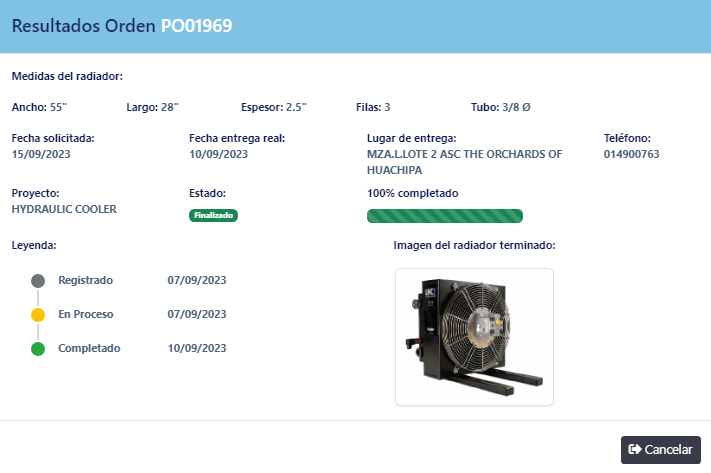 Resultados Orden PO01969
Medidas del radiador:
Ancho: 55"
Largo: 28"
Espesor: 2.5"
Filas: 3
Tubo: 3/8 Ø
Fecha solicitada:
15/09/2023
Fecha entrega real:
10/09/2023
Lugar de entrega:
MZA.L.LOTE 2 ASC THE ORCHARDS OF
HUACHIPA
Teléfono:
014900763
Proyecto:
HYDRAULIC COOLER
Estado:
Finalizado
100% completado
Leyenda:
Registrado 07/09/2023
En Proceso 07/09/2023
Completado 10/09/2023
Imagen del radiador terminado:
Cancelar